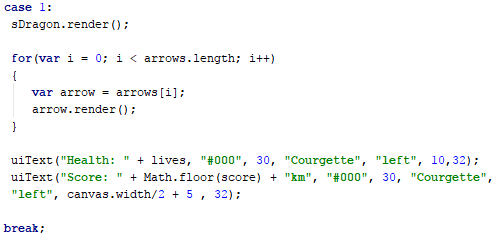 case 1:
 sDragon.render();

 for(var i = 0; i < arrows.length; i++)
 {
    var arrow = arrows[i];
    arrow.render();
 }

 uiText("Health: " + lives, "#000", 30, "Courgette", "left", 10,32);
 uiText("Score: " + Math.floor(score) + "km", "#000", 30, "Courgette",
 "left", canvas.width/2 + 5 , 32);

break;